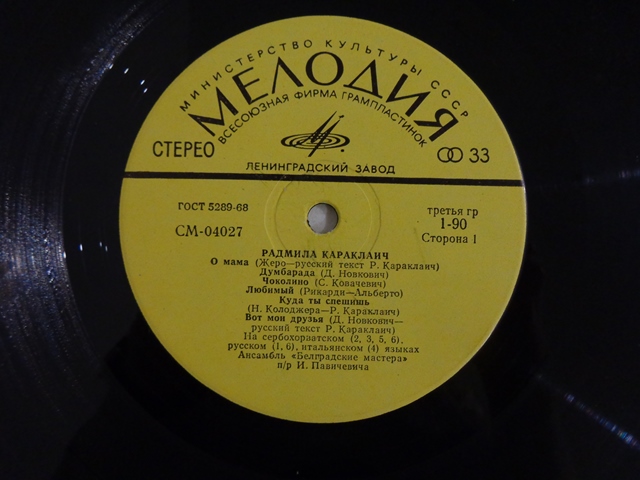 МИНИСТЕРСТВО КУЛЬТУРЫ СССР
МЕЛОДИЯ
ВСЕСОЮЗНАЯ ФИРМА ГРАМПЛАСТИНОК
СТЕРЕО
33
ЛЕНИНГРАДСКИЙ ЗАВОД
ГОСТ 5289-68
третья гр
СМ-04027
1-90
Сторона 1
РАДМИЛА КАРАКЛАИЧ
О мама (Жеро—русский текст Р. Караклаич)
Думбарада (Д. Новкович)
Чоколино (С. Ковачевич)
Любимый (Рикарди—Альберто)
Куда ты спешишь
(Н. Колоджера—Р. Караклаич)
Вот мои друзья (Д. Новкович—
русский текст Р. Караклаич)
На сербохорватском (2, 3, 5, 6),
русском (1, 6), итальянском (4) языках
Ансамбль «Белградские мастера»
п/р И. Павичевича